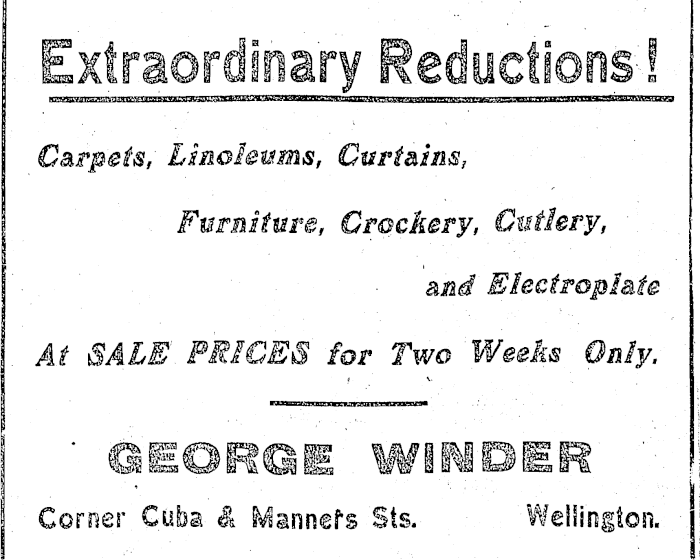 Extraordinary Reductions!
Carpets, Linoleums, Curtains,
Furniture, Crockery, Cutlery,
and Electroplate
At SALE PRICES for Two Weeks Only.
GEORGE WINDER
Corner Cuba & Manners Sts. Wellington.